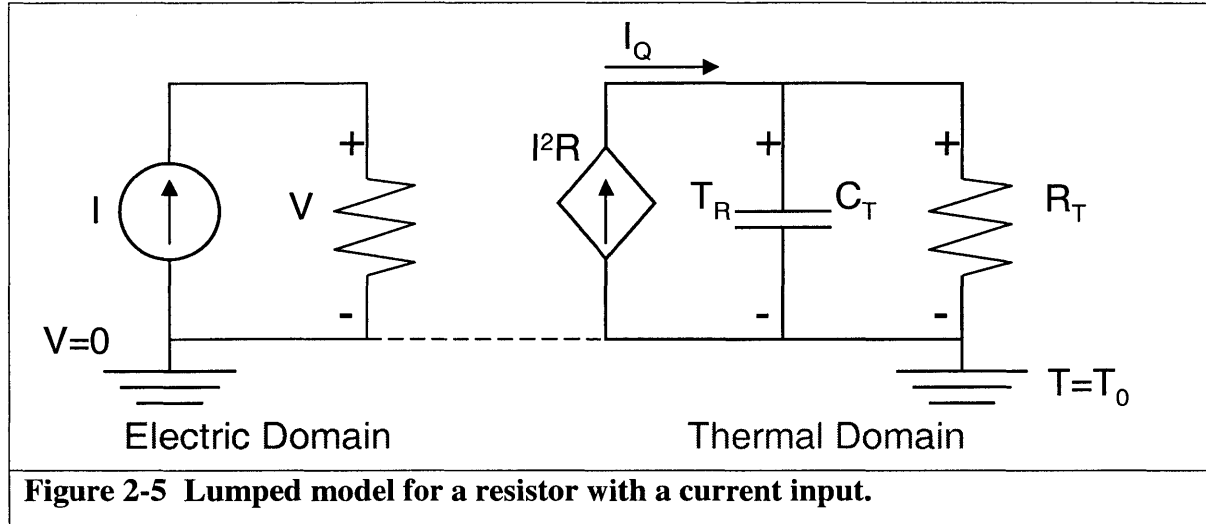 I_Q
I²R
+
+
+
I
V
T_R
C_T
R_T
-
-
-
V=0
T=T₀
Electric Domain
Thermal Domain
Figure 2-5 Lumped model for a resistor with a current input.